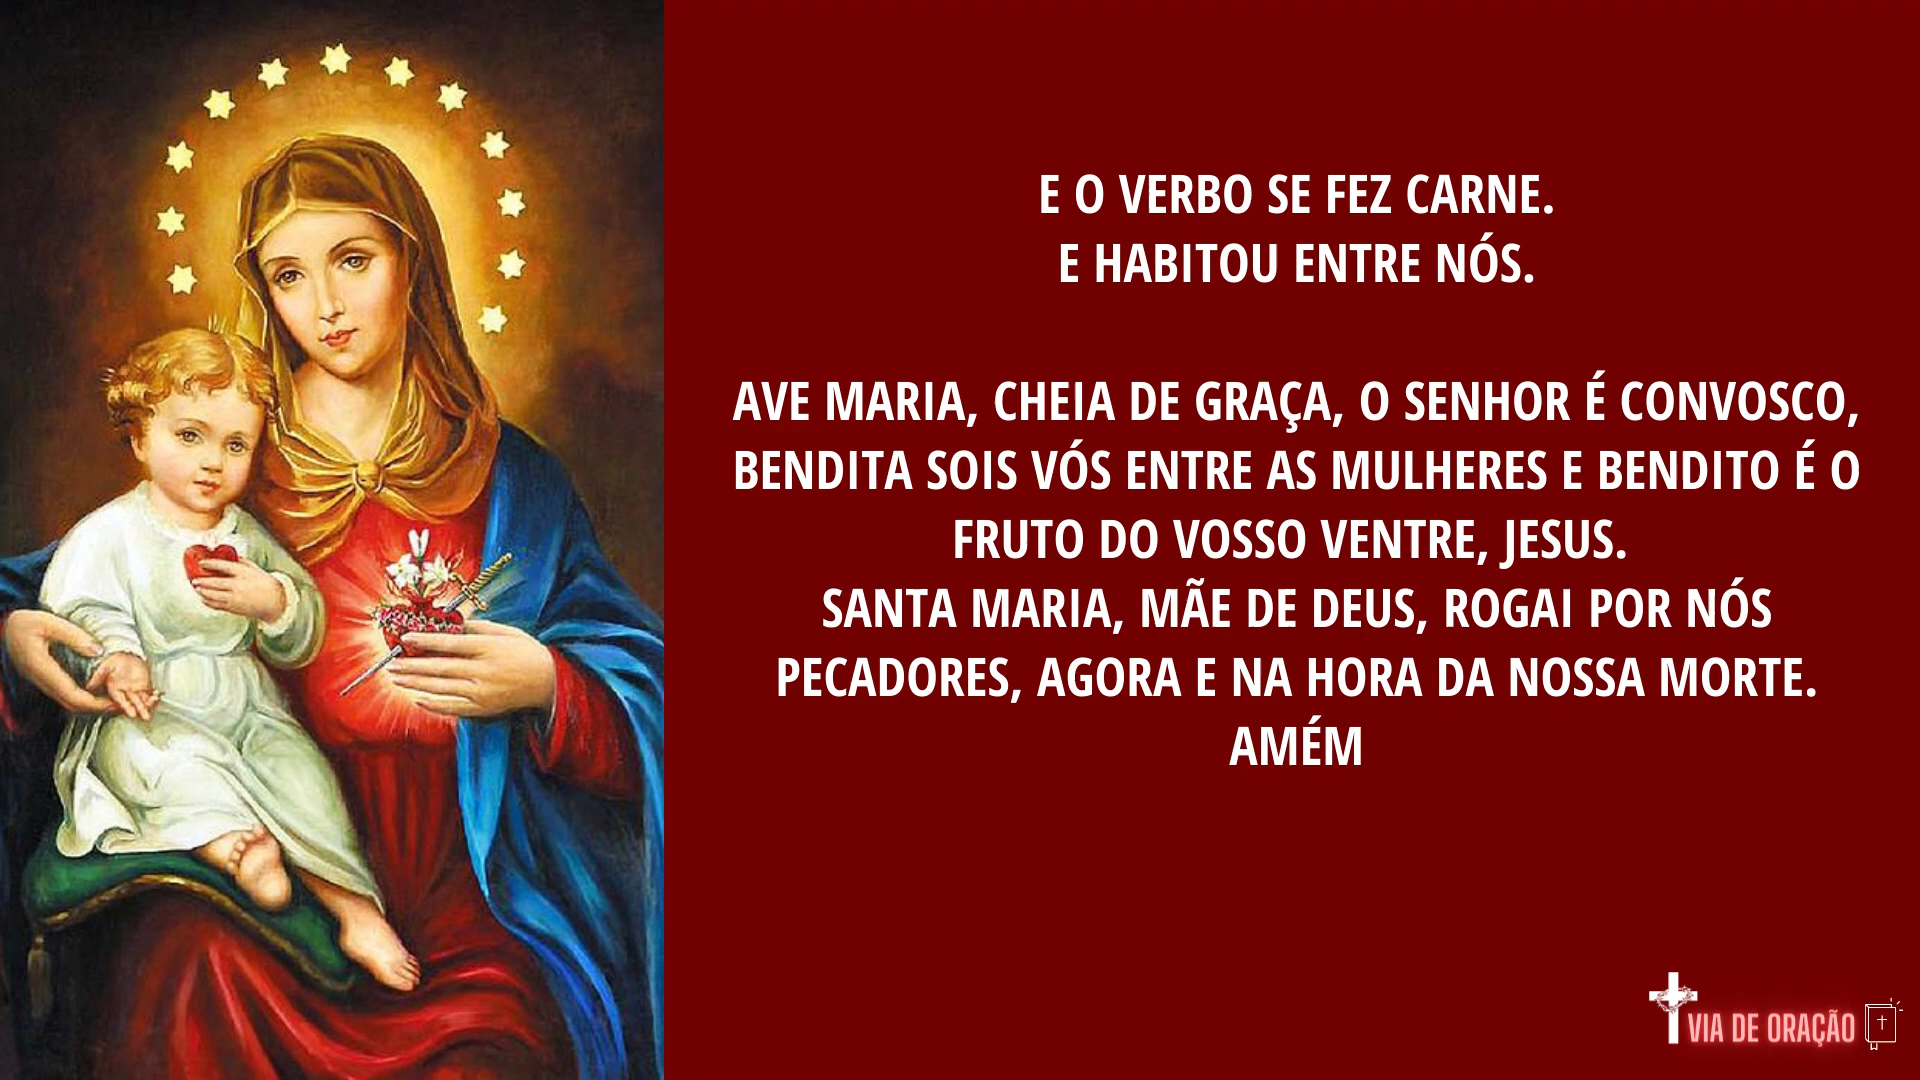 E O VERBO SE FEZ CARNE.
E HABITOU ENTRE NÓS.
AVE MARIA, CHEIA DE GRAÇA, O SENHOR É CONVOSCO,
BENDITA SOIS VÓS ENTRE AS MULHERES E BENDITO É O
FRUTO DO VOSSO VENTRE, JESUS.
SANTA MARIA, MÃE DE DEUS, ROGAI POR NÓS
PECADORES, AGORA E NA HORA DA NOSSA MORTE.
AMÉM
VIA DE ORAÇÃO